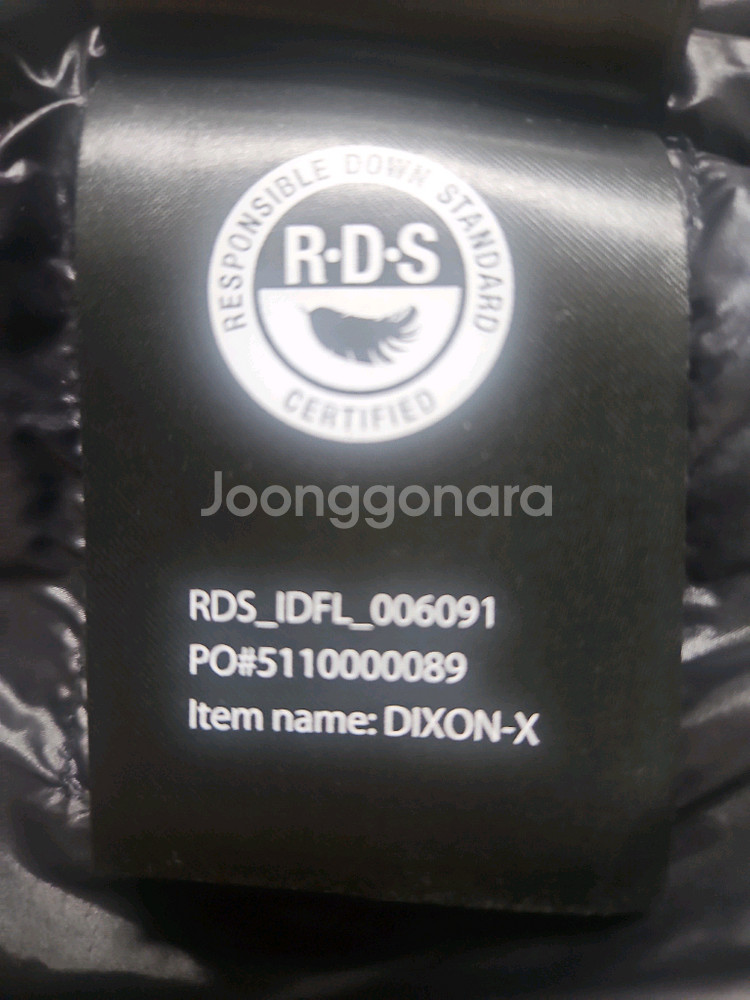 RESPONSIBLE DOWN STANDARD
R·D·S
CERTIFIED
Joonggonara
RDS_IDFL_006091
PO#5110000089
Item name: DIXON-X